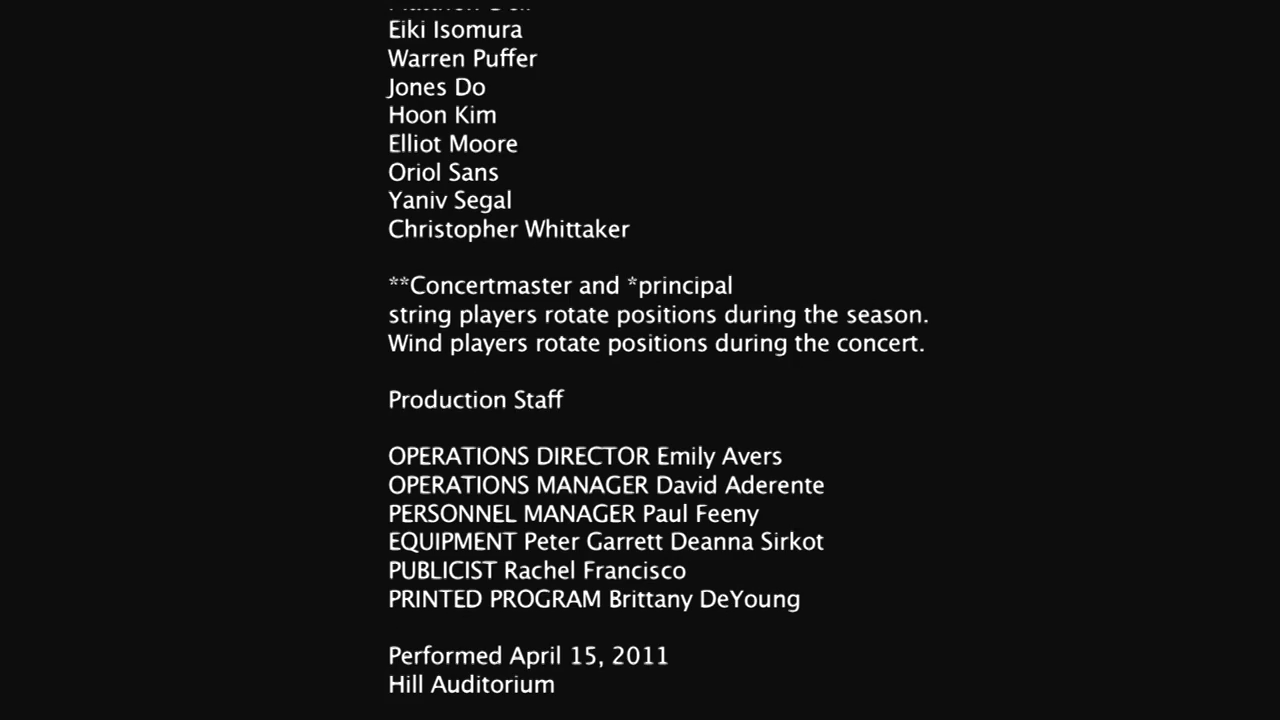 Eiki Isomura
Warren Puffer
Jones Do
Hoon Kim
Elliot Moore
Oriol Sans
Yaniv Segal
Christopher Whittaker
**Concertmaster and *principal
string players rotate positions during the season.
Wind players rotate positions during the concert.
Production Staff
OPERATIONS DIRECTOR Emily Avers
OPERATIONS MANAGER David Aderente
PERSONNEL MANAGER Paul Feeny
EQUIPMENT Peter Garrett Deanna Sirkot
PUBLICIST Rachel Francisco
PRINTED PROGRAM Brittany DeYoung
Performed April 15, 2011
Hill Auditorium